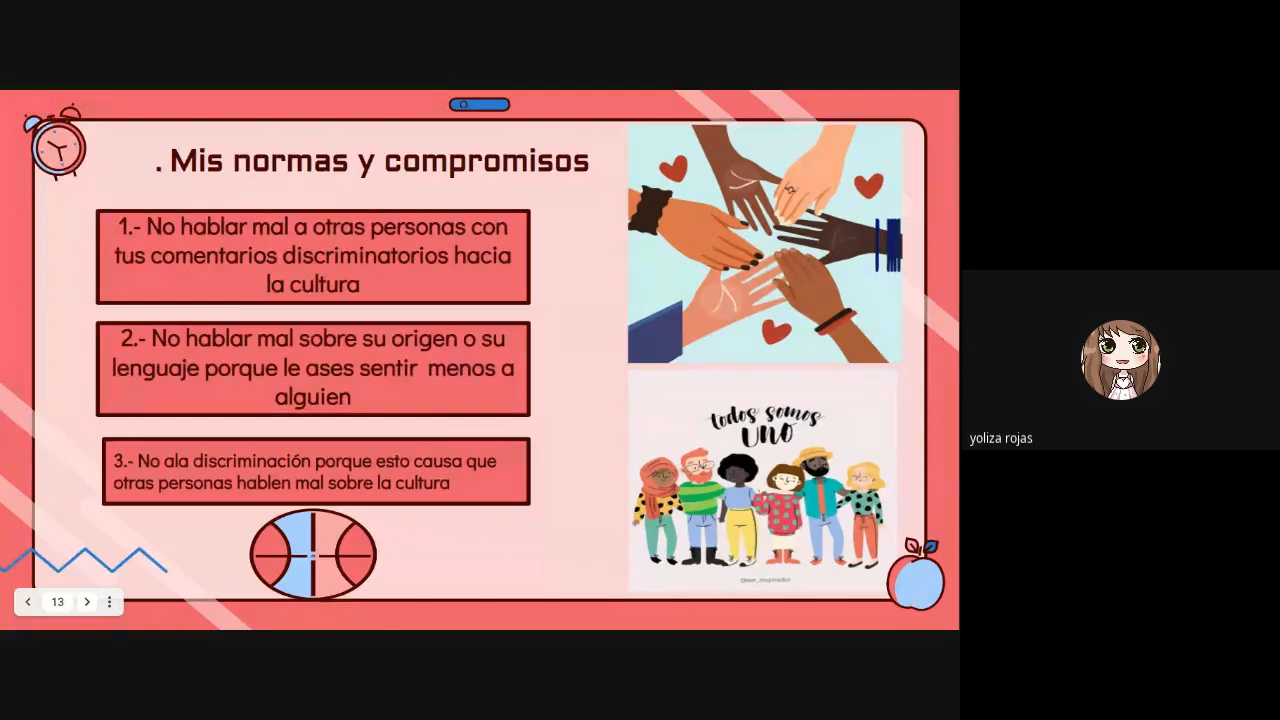 . Mis normas y compromisos
1.- No hablar mal a otras personas con
tus comentarios discriminatorios hacia
la cultura
2.- No hablar mal sobre su origen o su
lenguaje porque le ases sentir menos a
alguien
3.- No ala discriminación porque esto causa que
otras personas hablen mal sobre la cultura
todos somos
UNO
13
yoliza rojas